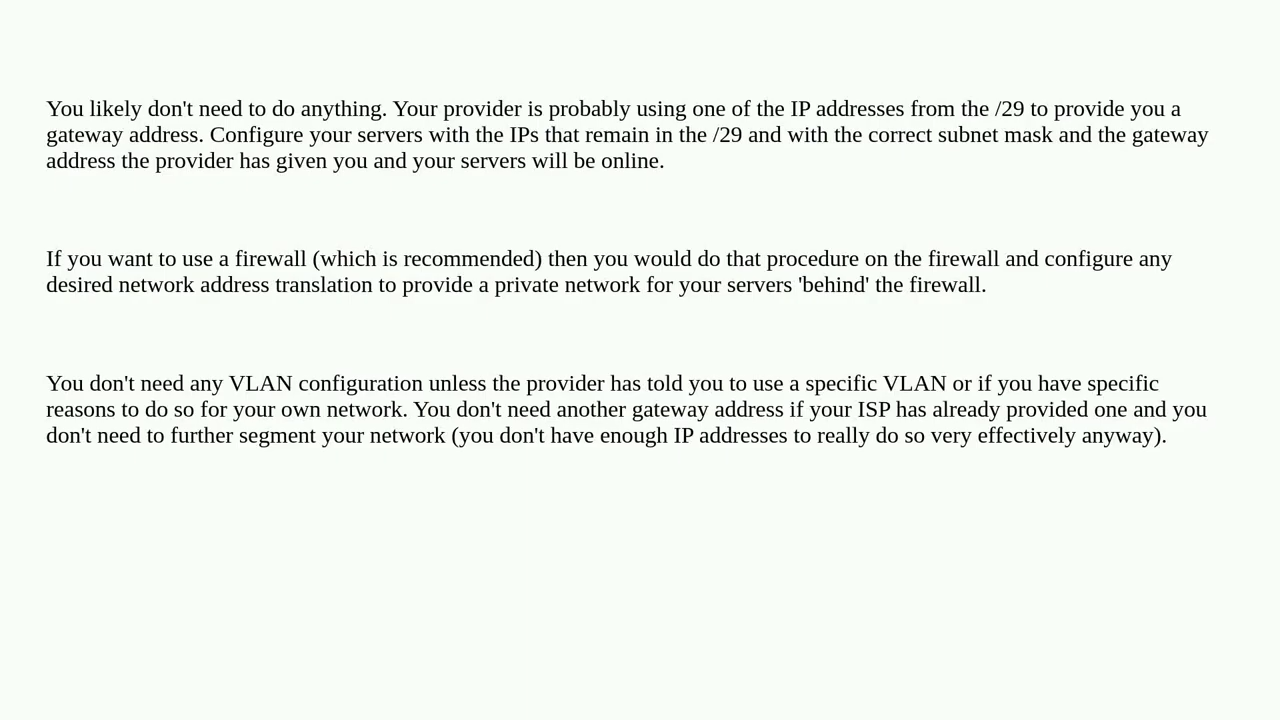 You likely don't need to do anything. Your provider is probably using one of the IP addresses from the /29 to provide you a
gateway address. Configure your servers with the IPs that remain in the /29 and with the correct subnet mask and the gateway
address the provider has given you and your servers will be online.
If you want to use a firewall (which is recommended) then you would do that procedure on the firewall and configure any
desired network address translation to provide a private network for your servers 'behind' the firewall.
You don't need any VLAN configuration unless the provider has told you to use a specific VLAN or if you have specific
reasons to do so for your own network. You don't need another gateway address if your ISP has already provided one and you
don't need to further segment your network (you don't have enough IP addresses to really do so very effectively anyway).